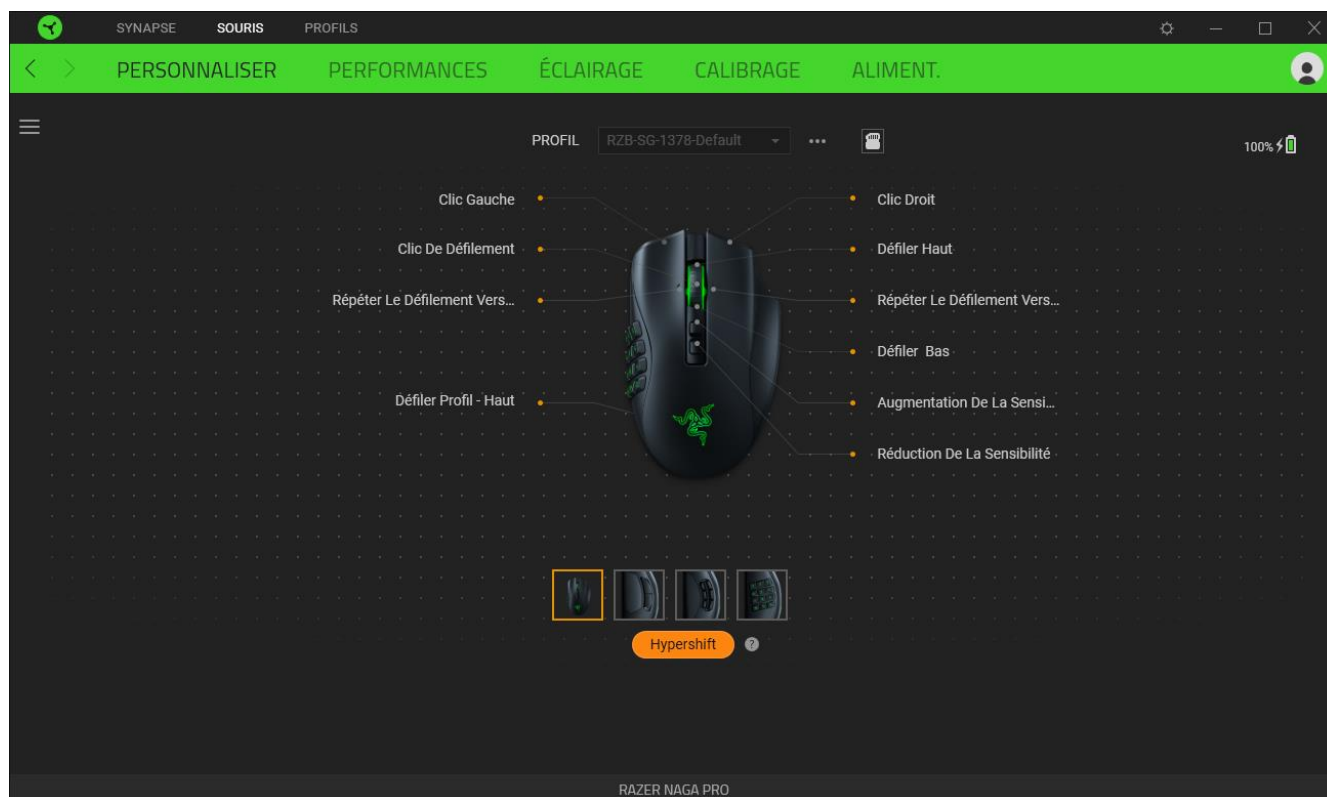 SYNAPSE SOURIS PROFILS
PERSONNALISER PERFORMANCES ÉCLAIRAGE CALIBRAGE ALIMENT.
PROFIL RZB-SG-1378-Default
100%
Clic Gauche Clic Droit
Clic De Défilement Défiler Haut
Répéter Le Défilement Vers... Répéter Le Défilement Vers...
Défiler Bas
Défiler Profil - Haut Augmentation De La Sensi...
Réduction De La Sensibilité
Hypershift ?
RAZER NAGA PRO